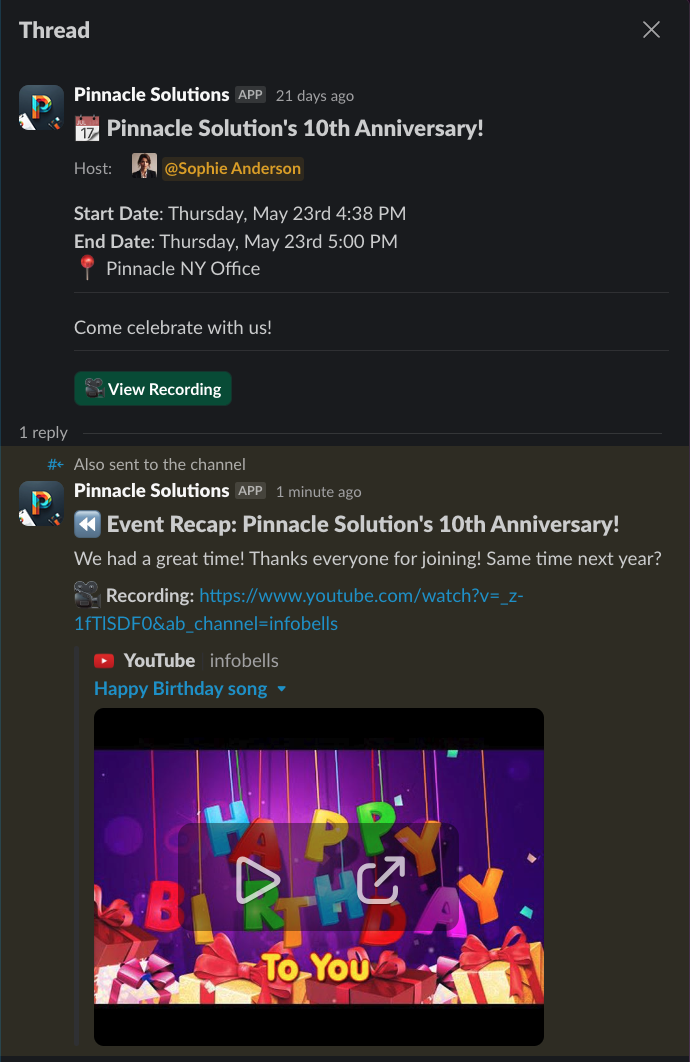 Thread
Pinnacle Solutions APP 21 days ago
JUL 17 Pinnacle Solution's 10th Anniversary!
Host: @Sophie Anderson
Start Date: Thursday, May 23rd 4:38 PM
End Date: Thursday, May 23rd 5:00 PM
Pinnacle NY Office
Come celebrate with us!
View Recording
1 reply
Also sent to the channel
Pinnacle Solutions APP 1 minute ago
Event Recap: Pinnacle Solution's 10th Anniversary!
We had a great time! Thanks everyone for joining! Same time next year?
Recording: https://www.youtube.com/watch?v=_z-
1fTlSDF0&ab_channel=infobells
YouTube infobells
Happy Birthday song
HAPPY
BIRTHDAY
To You